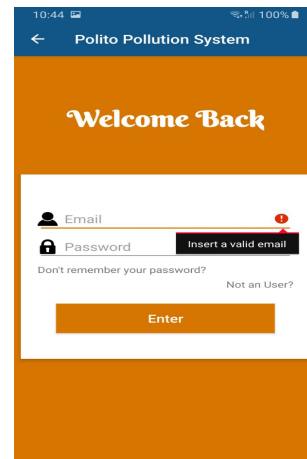 10:44 100%
Polito Pollution System
Welcome Back
Email
Password
Insert a valid email
Don't remember your password?
Not an User?
Enter